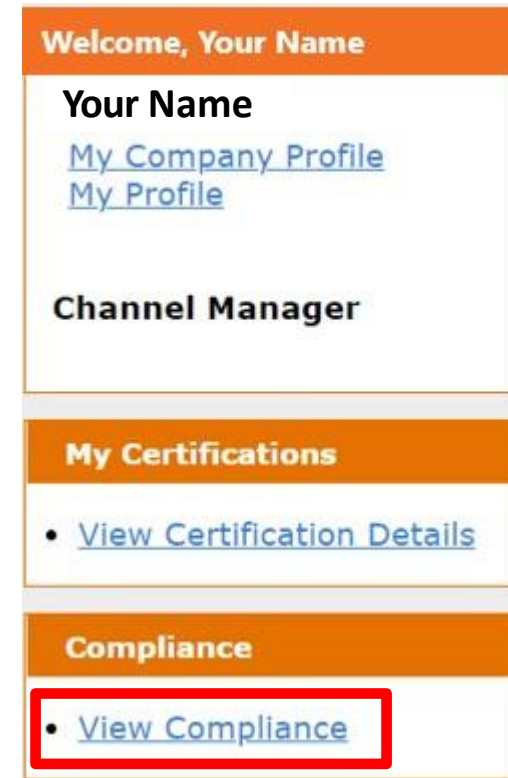 Welcome, Your Name
Your Name
My Company Profile
My Profile
Channel Manager
My Certifications
• View Certification Details
Compliance
• View Compliance